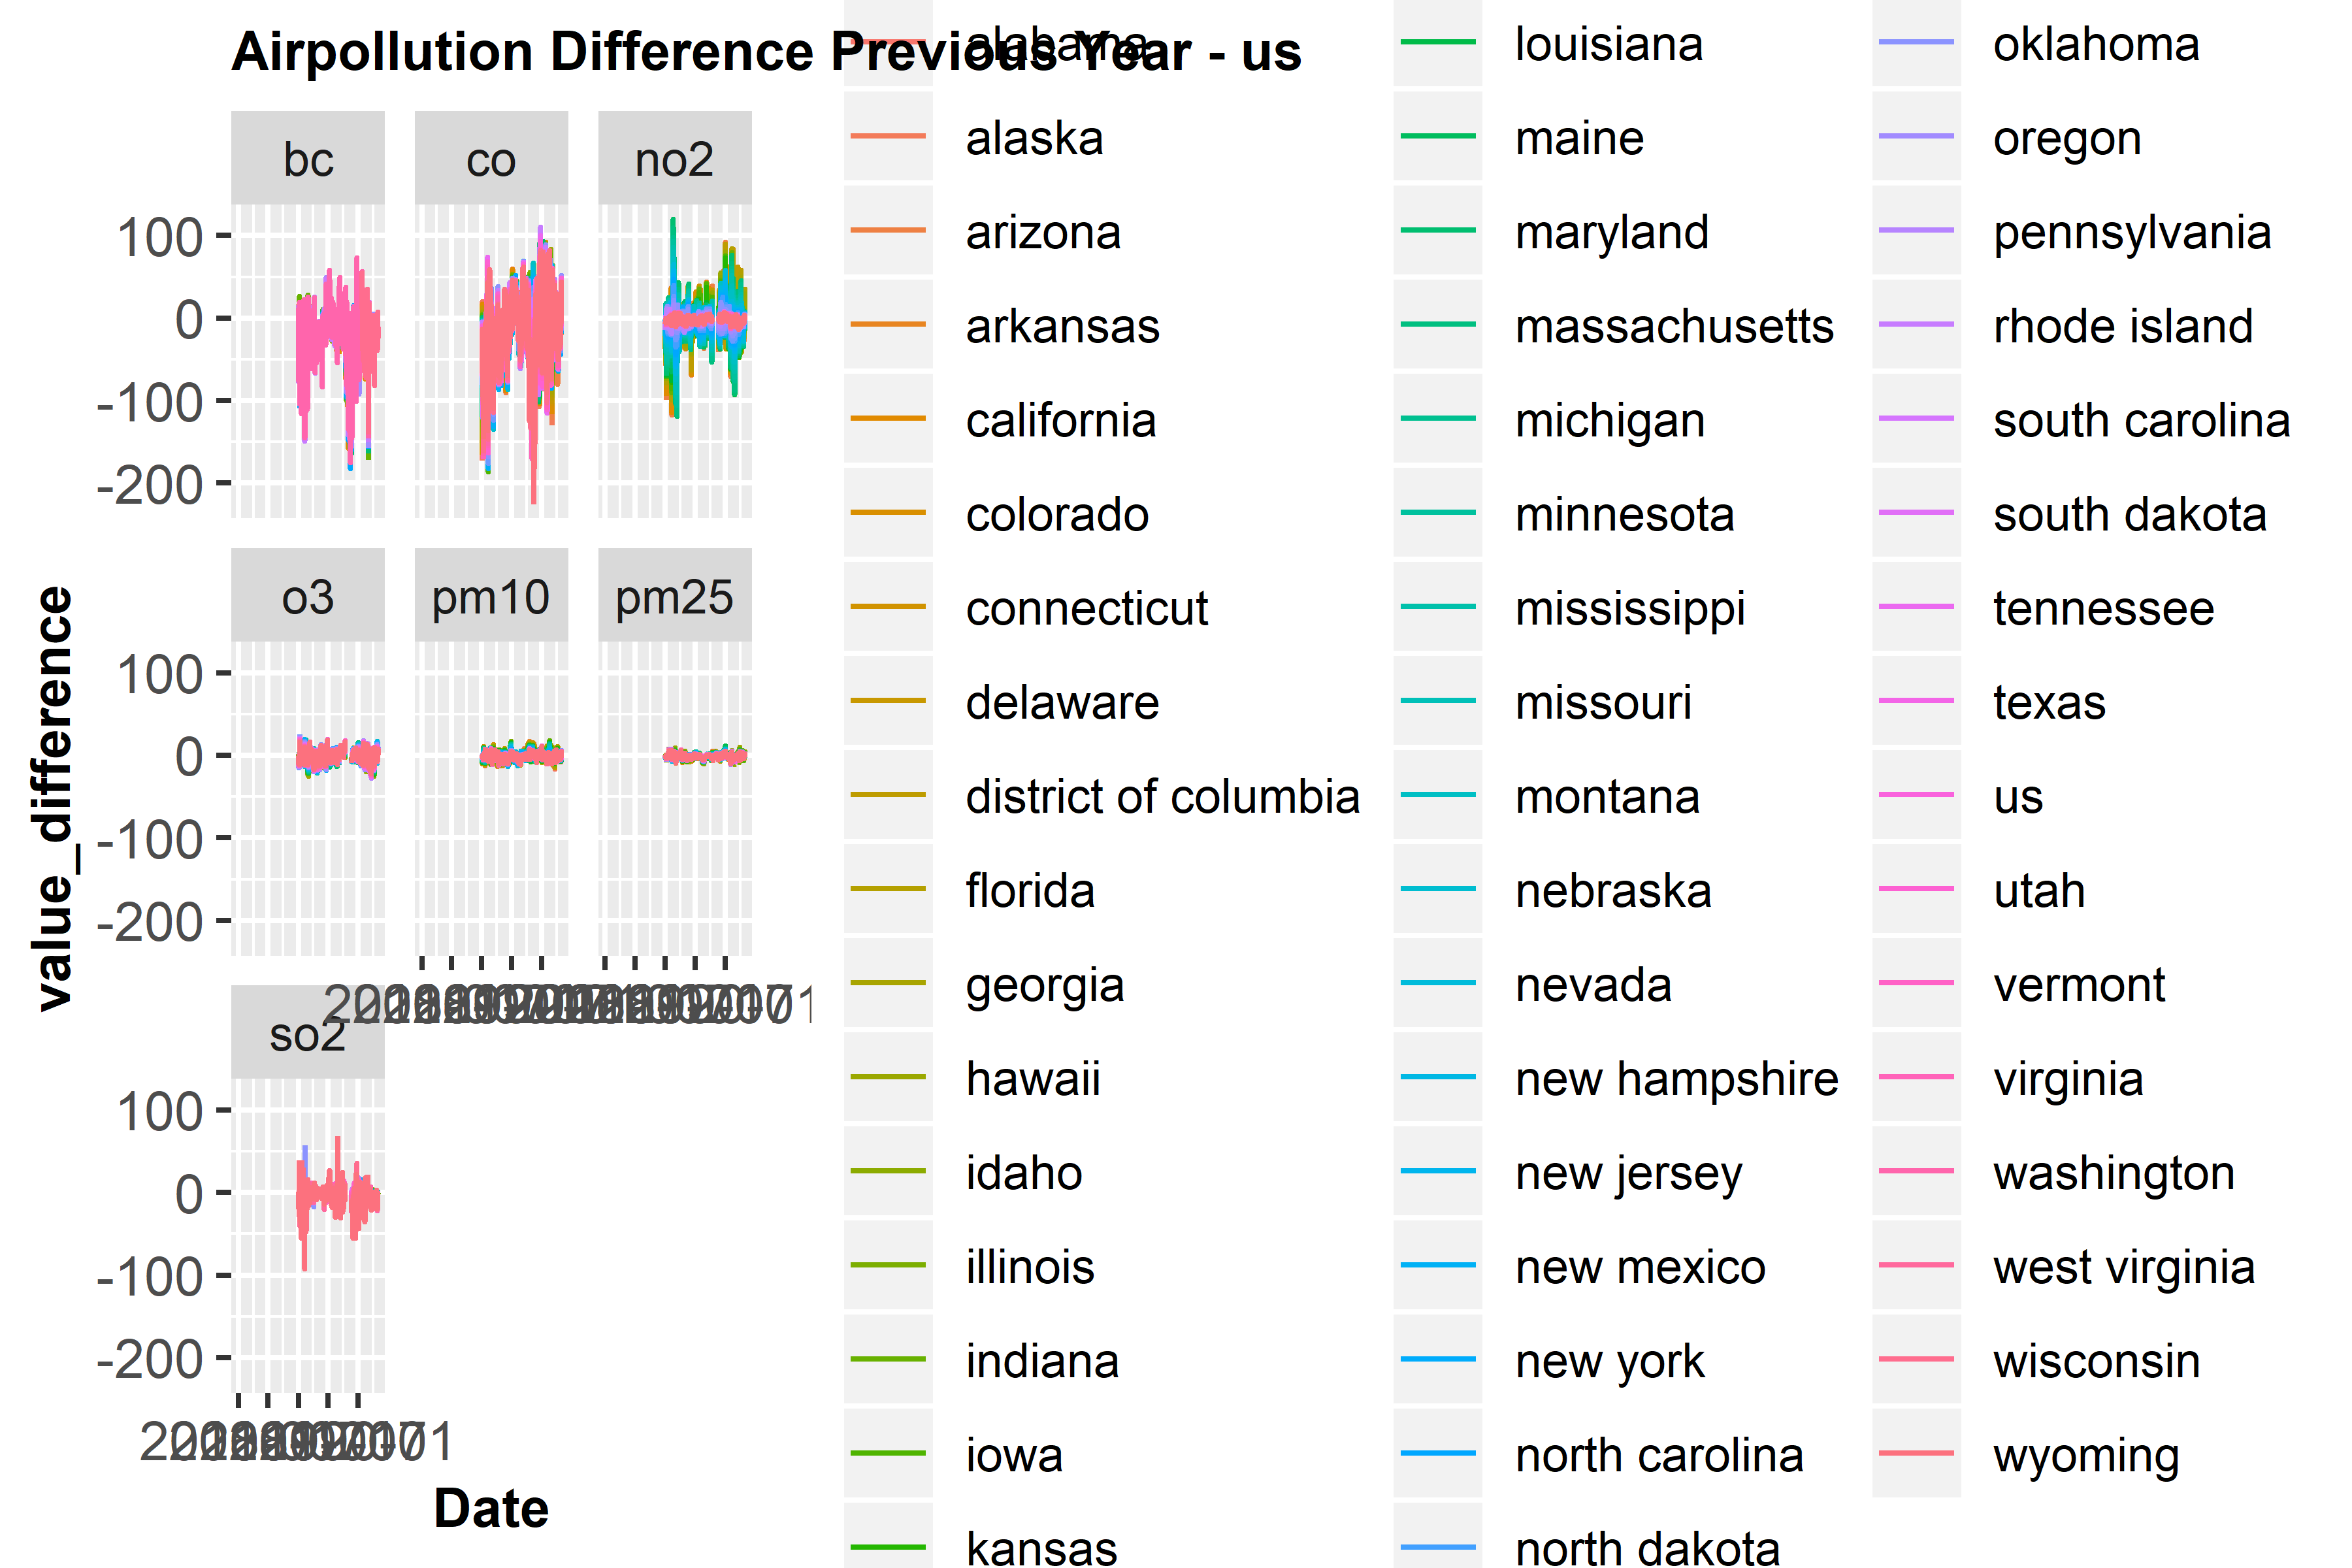 Airpollution Difference Previous Year - us
bc
co
no2
100
0
-100
-200
o3
pm10
pm25
100
0
-100
-200
so2
100
0
-100
-200
value_difference
Date
alabama
alaska
arizona
arkansas
california
colorado
connecticut
delaware
district of columbia
florida
georgia
hawaii
idaho
illinois
indiana
iowa
kansas
louisiana
maine
maryland
massachusetts
michigan
minnesota
mississippi
missouri
montana
nebraska
nevada
new hampshire
new jersey
new mexico
new york
north carolina
north dakota
oklahoma
oregon
pennsylvania
rhode island
south carolina
south dakota
tennessee
texas
us
utah
vermont
virginia
washington
west virginia
wisconsin
wyoming